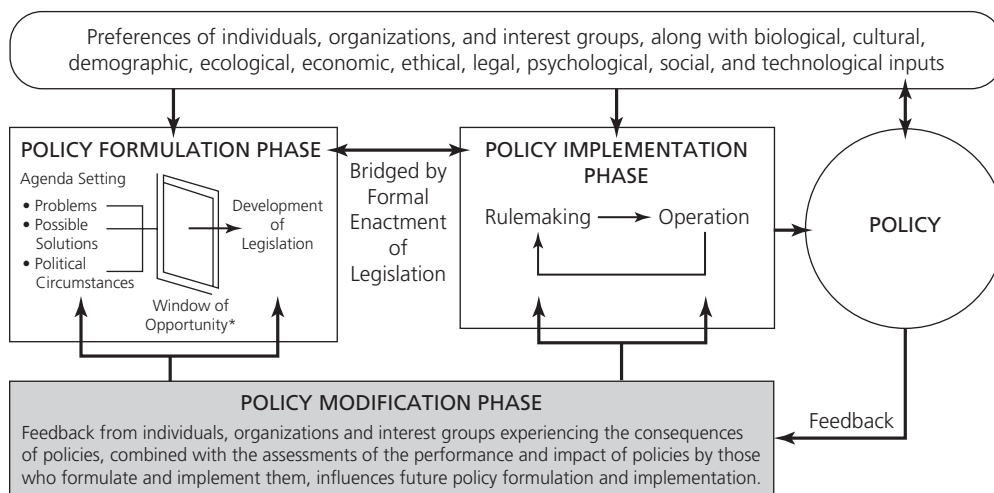 Preferences of individuals, organizations, and interest groups, along with biological, cultural,
demographic, ecological, economic, ethical, legal, psychological, social, and technological inputs
POLICY FORMULATION PHASE
Agenda Setting
• Problems
• Possible
Solutions
• Political
Circumstances
Window of
Opportunity*
Development
of
Legislation
Bridged by
Formal
Enactment
of
Legislation
POLICY IMPLEMENTATION
PHASE
Rulemaking
Operation
POLICY
Feedback
POLICY MODIFICATION PHASE
Feedback from individuals, organizations and interest groups experiencing the consequences
of policies, combined with the assessments of the performance and impact of policies by those
who formulate and implement them, influences future policy formulation and implementation.